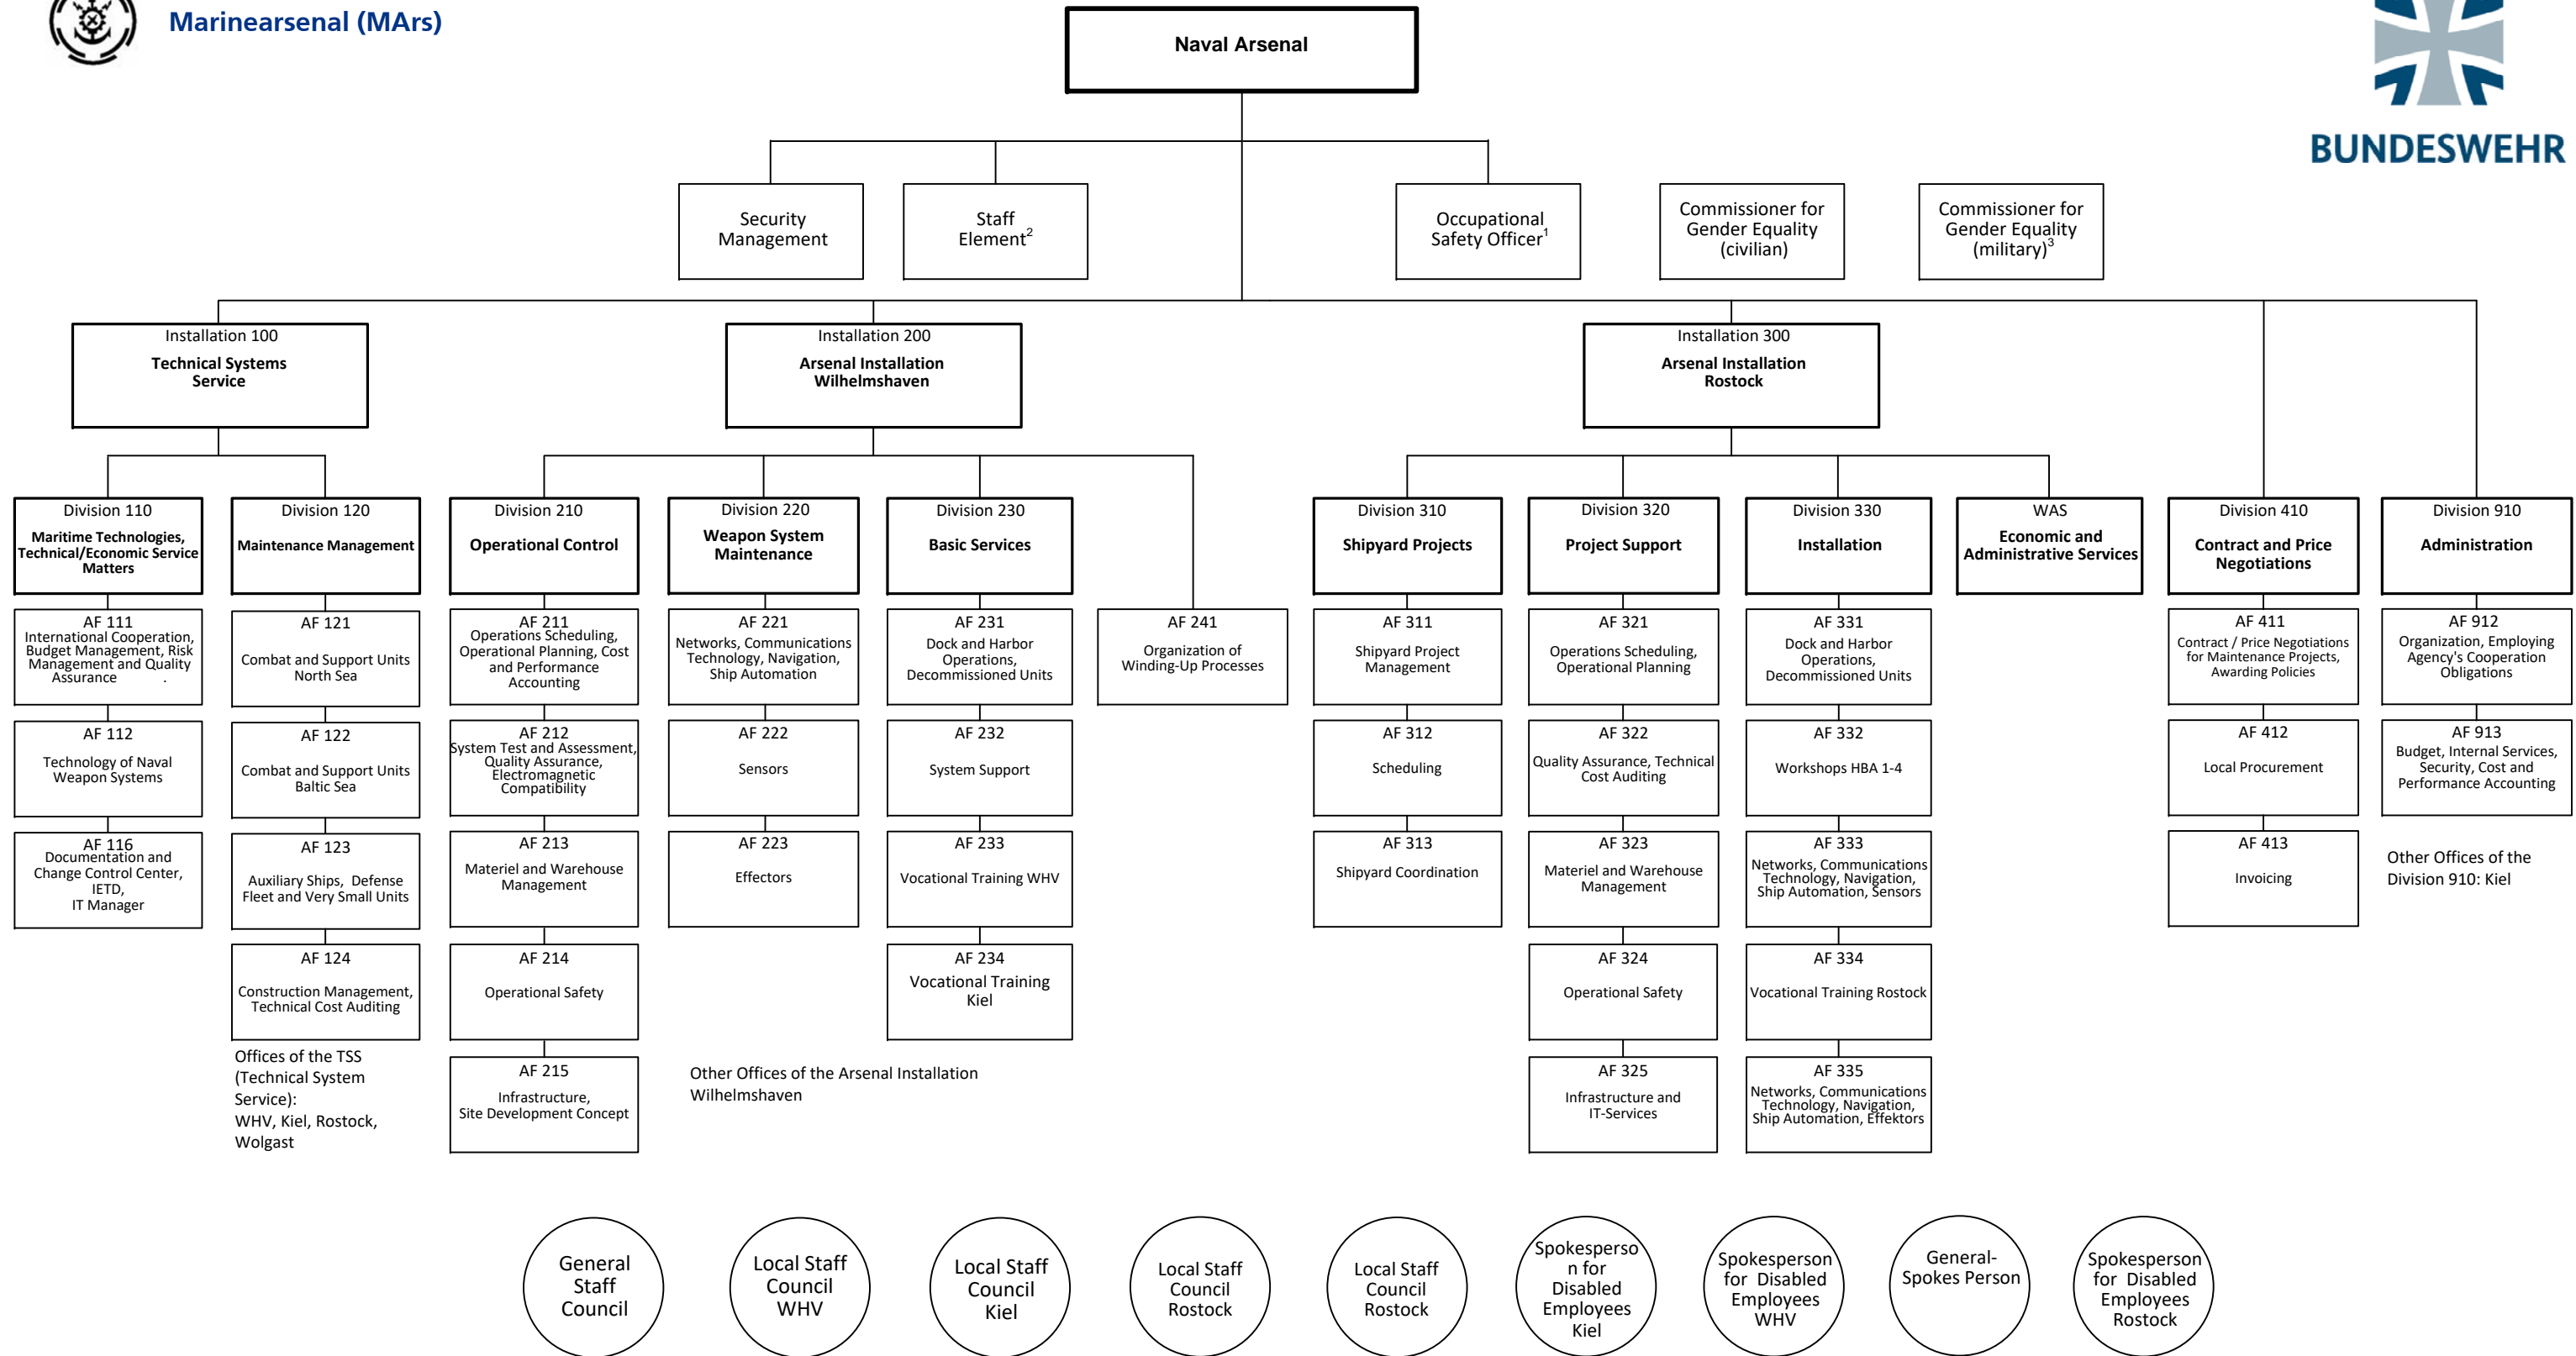 Marinearsenal (MArs)
Naval Arsenal
BUNDESWEHR
Security
Management
Staff
Element²
Occupational
Safety Officer¹
Commissioner for
Gender Equality
(civilian)
Commissioner for
Gender Equality
(military)³
Installation 100
Technical Systems
Service
Installation 200
Arsenal Installation
Wilhelmshaven
Installation 300
Arsenal Installation
Rostock
Division 110
Maritime Technologies,
Technical/Economic Service
Matters
Division 120
Maintenance Management
Division 210
Operational Control
Division 220
Weapon System
Maintenance
Division 230
Basic Services
Division 310
Shipyard Projects
Division 320
Project Support
Division 330
Installation
WAS
Economic and
Administrative Services
Division 410
Contract and Price
Negotiations
Division 910
Administration
AF 111
International Cooperation,
Budget Management, Risk
Management and Quality
Assurance .
AF 121
Combat and Support Units
North Sea
AF 211
Operations Scheduling,
Operational Planning, Cost
and Performance
Accounting
AF 221
Networks, Communications
Technology, Navigation,
Ship Automation
AF 231
Dock and Harbor
Operations,
Decommissioned Units
AF 241
Organization of
Winding-Up Processes
AF 311
Shipyard Project
Management
AF 321
Operations Scheduling,
Operational Planning
AF 331
Dock and Harbor
Operations,
Decommissioned Units
AF 411
Contract / Price Negotiations
for Maintenance Projects,
Awarding Policies
AF 912
Organization, Employing
Agency's Cooperation
Obligations
AF 112
Technology of Naval
Weapon Systems
AF 122
Combat and Support Units
Baltic Sea
AF 212
System Test and Assessment,
Quality Assurance,
Electromagnetic
Compatibility
AF 222
Sensors
AF 232
System Support
AF 312
Scheduling
AF 322
Quality Assurance, Technical
Cost Auditing
AF 332
Workshops HBA 1-4
AF 412
Local Procurement
AF 913
Budget, Internal Services,
Security, Cost and
Performance Accounting
AF 116
Documentation and
Change Control Center,
IETD,
IT Manager
AF 123
Auxiliary Ships, Defense
Fleet and Very Small Units
AF 213
Materiel and Warehouse
Management
AF 223
Effectors
AF 233
Vocational Training WHV
AF 313
Shipyard Coordination
AF 323
Materiel and Warehouse
Management
AF 333
Networks, Communications
Technology, Navigation,
Ship Automation, Sensors
AF 413
Invoicing
Other Offices of the
Division 910: Kiel
AF 124
Construction Management,
Technical Cost Auditing
AF 214
Operational Safety
AF 234
Vocational Training
Kiel
AF 324
Operational Safety
AF 334
Vocational Training Rostock
Offices of the TSS
(Technical System
Service):
WHV, Kiel, Rostock,
Wolgast
AF 215
Infrastructure,
Site Development Concept
Other Offices of the Arsenal Installation
Wilhelmshaven
AF 325
Infrastructure and
IT-Services
AF 335
Networks, Communications
Technology, Navigation,
Ship Automation, Effektors
General
Staff
Council
Local Staff
Council
WHV
Local Staff
Council
Kiel
Local Staff
Council
Rostock
Local Staff
Council
Rostock
Spokesperso
n for
Disabled
Employees
Kiel
Spokesperson
for Disabled
Employees
WHV
General-
Spokes Person
Spokesperson
for Disabled
Employees
Rostock